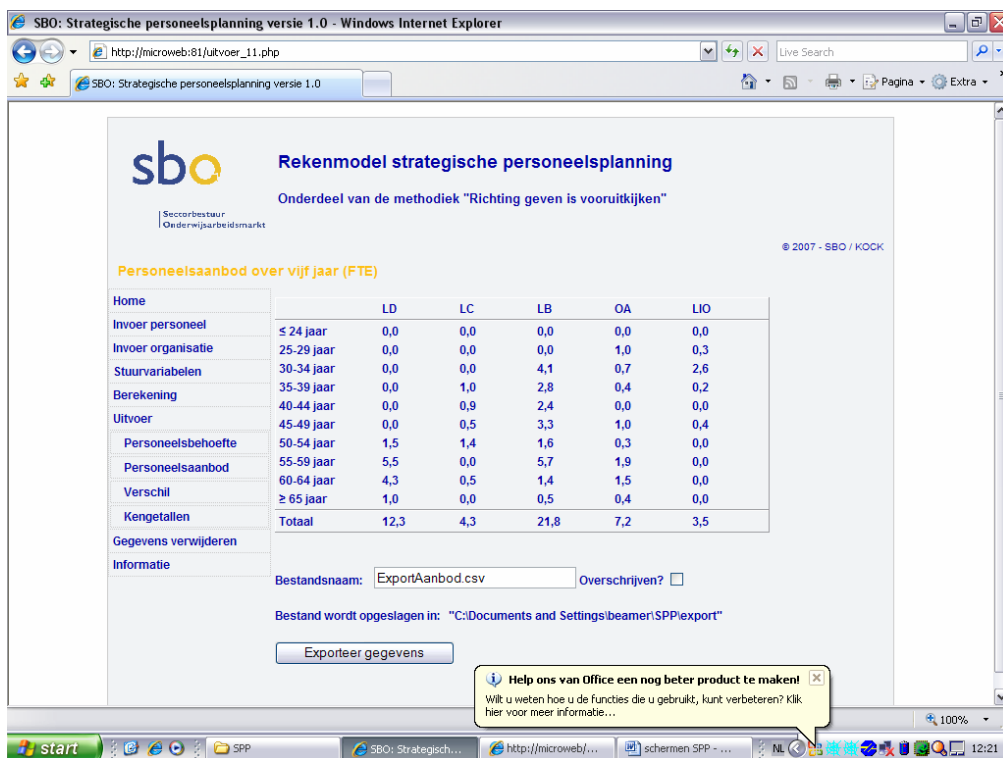 SBO: Strategische personeelsplanning versie 1.0 - Windows Internet Explorer
http://microweb:81/uitvoer_11.php
Live Search
SBO: Strategische personeelsplanning versie 1.0
Pagina
Extra
sbo
Seccorbestuur
Onderwijsarbeidsmarkt
Rekenmodel strategische personeelsplanning
Onderdeel van de methodiek "Richting geven is vooruitkijken"
© 2007 - SBO / KOCK
Personeelsaanbod over vijf jaar (FTE)
Home
Invoer personeel
Invoer organisatie
Stuurvariabelen
Berekening
Uitvoer
Personeelsbehoefte
Personeelsaanbod
Verschil
Kengetallen
Gegevens verwijderen
Informatie
LD LC LB OA LIO
≤ 24 jaar 0,0 0,0 0,0 0,0 0,0
25-29 jaar 0,0 0,0 0,0 1,0 0,3
30-34 jaar 0,0 0,0 4,1 0,7 2,6
35-39 jaar 0,0 1,0 2,8 0,4 0,2
40-44 jaar 0,0 0,9 2,4 0,0 0,0
45-49 jaar 0,0 0,5 3,3 1,0 0,4
50-54 jaar 1,5 1,4 1,6 0,3 0,0
55-59 jaar 5,5 0,0 5,7 1,9 0,0
60-64 jaar 4,3 0,5 1,4 1,5 0,0
≥ 65 jaar 1,0 0,0 0,5 0,4 0,0
Totaal 12,3 4,3 21,8 7,2 3,5
Bestandsnaam: ExportAanbod.csv Overschrijven?
Bestand wordt opgeslagen in: "C:\Documents and Settings\beamer\SPP\export"
Exporteer gegevens
Help ons van Office een nog beter product te maken!
Wilt u weten hoe u de functies die u gebruikt, kunt verbeteren? Klik
hier voor meer informatie...
100%
start
SPP
SBO: Strategisch...
http://microweb/...
schermen SPP - ...
NL
12:21